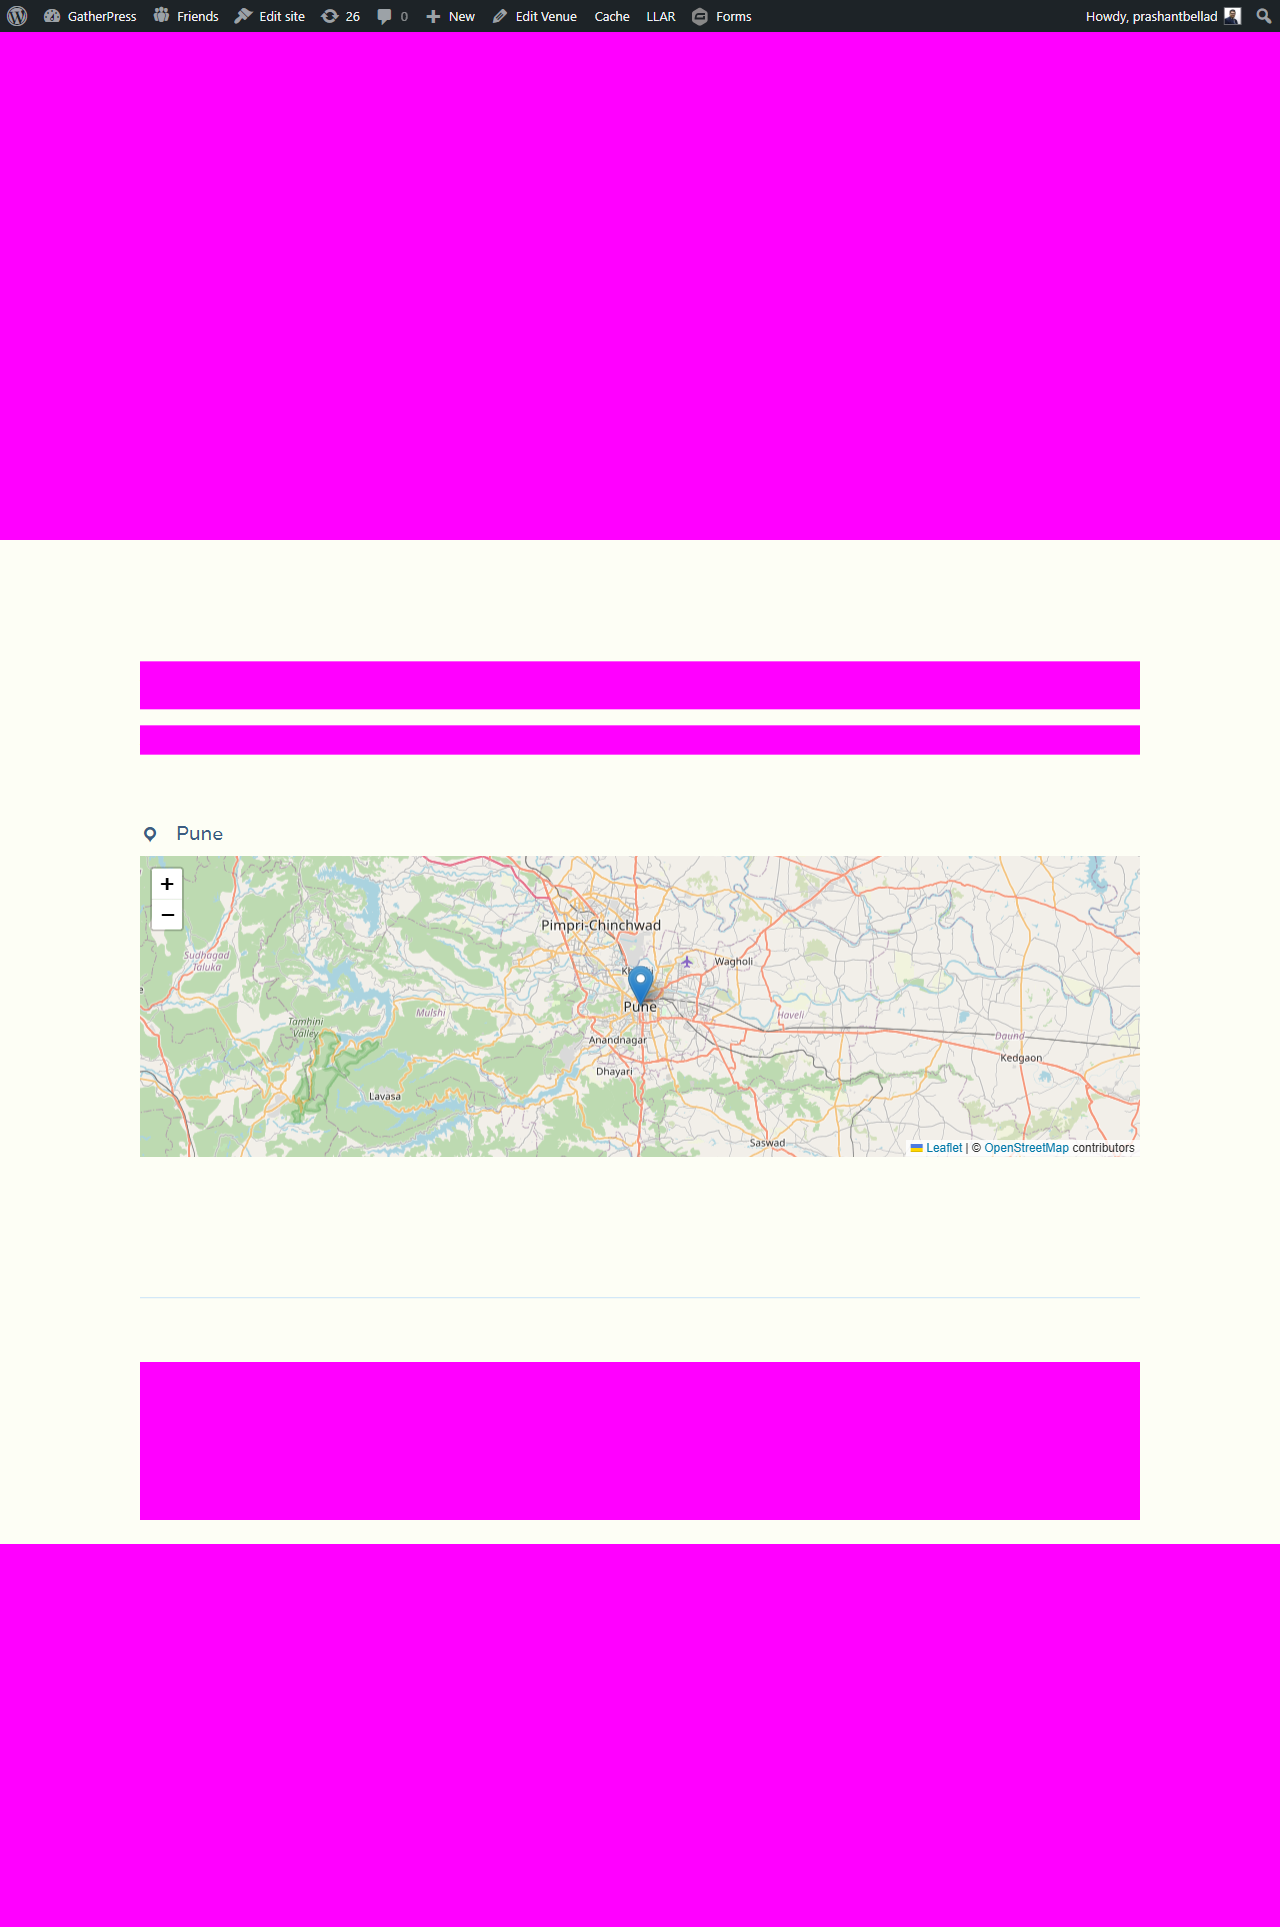 GatherPress Friends Edit site 26 0 New Edit Venue Cache LLAR Forms Howdy, prashantbellad
Pune
+
−
Pimpri-Chinchwad
Sudhagad
Taluka
Wagholi
Pune
Mulshi
Haveli
Tamhini
Valley
Daund
Anandnagar
Kedgaon
Dhayari
Lavasa
Saswad
Leaflet | © OpenStreetMap contributors